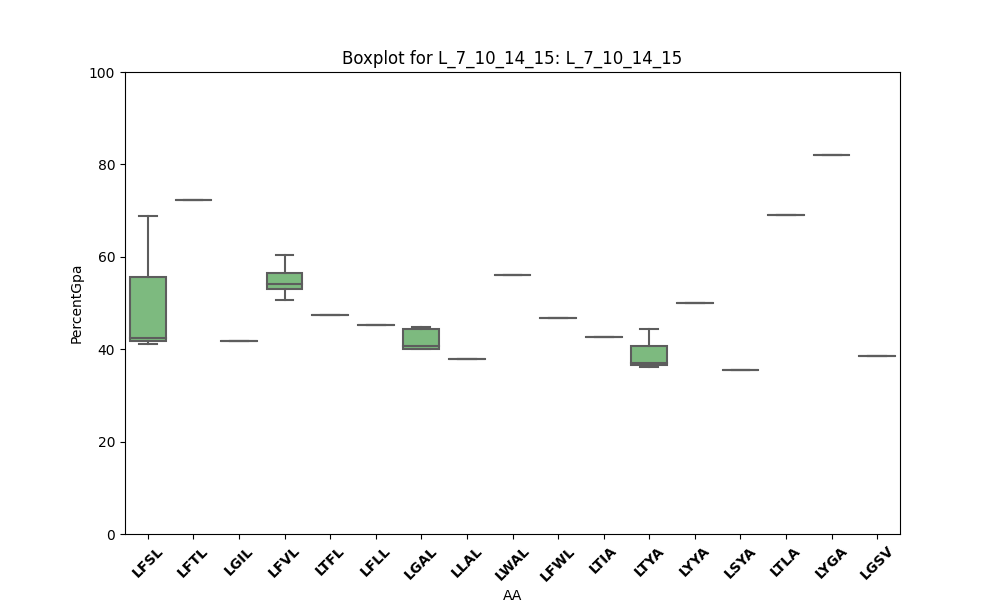 Boxplot for L_7_10_14_15: L_7_10_14_15
100
80
60
40
20
0
PercentGpa
LFSL
LFTL
LGIL
LFVL
LTFL
LFLL
LGAL
LLAL
LWAL
LFWL
LTIA
LTYA
LYYA
LSYA
LTLA
LYGA
LGSV
AA